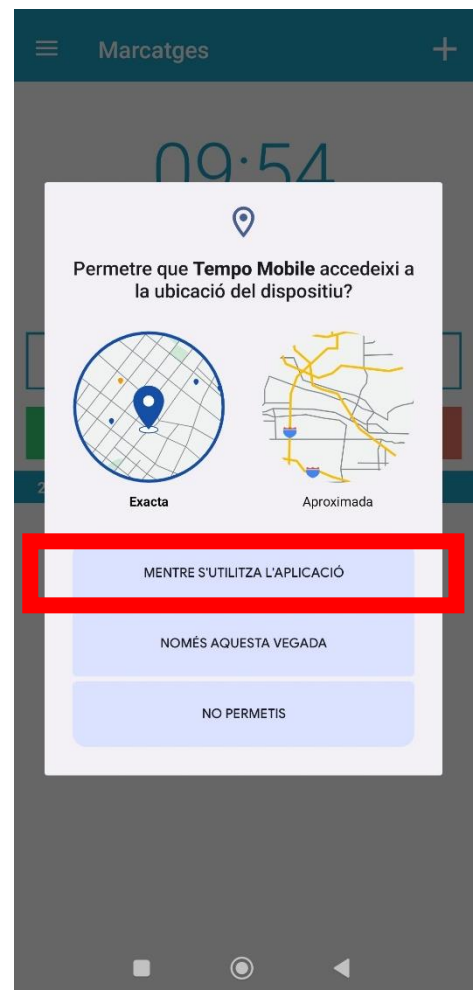 Marcatges
09:54
Permetre que Tempo Mobile accedeixi a
la ubicació del dispositiu?
Exacta
Aproximada
MENTRE S'UTILITZA L'APLICACIÓ
NOMÉS AQUESTA VEGADA
NO PERMETIS